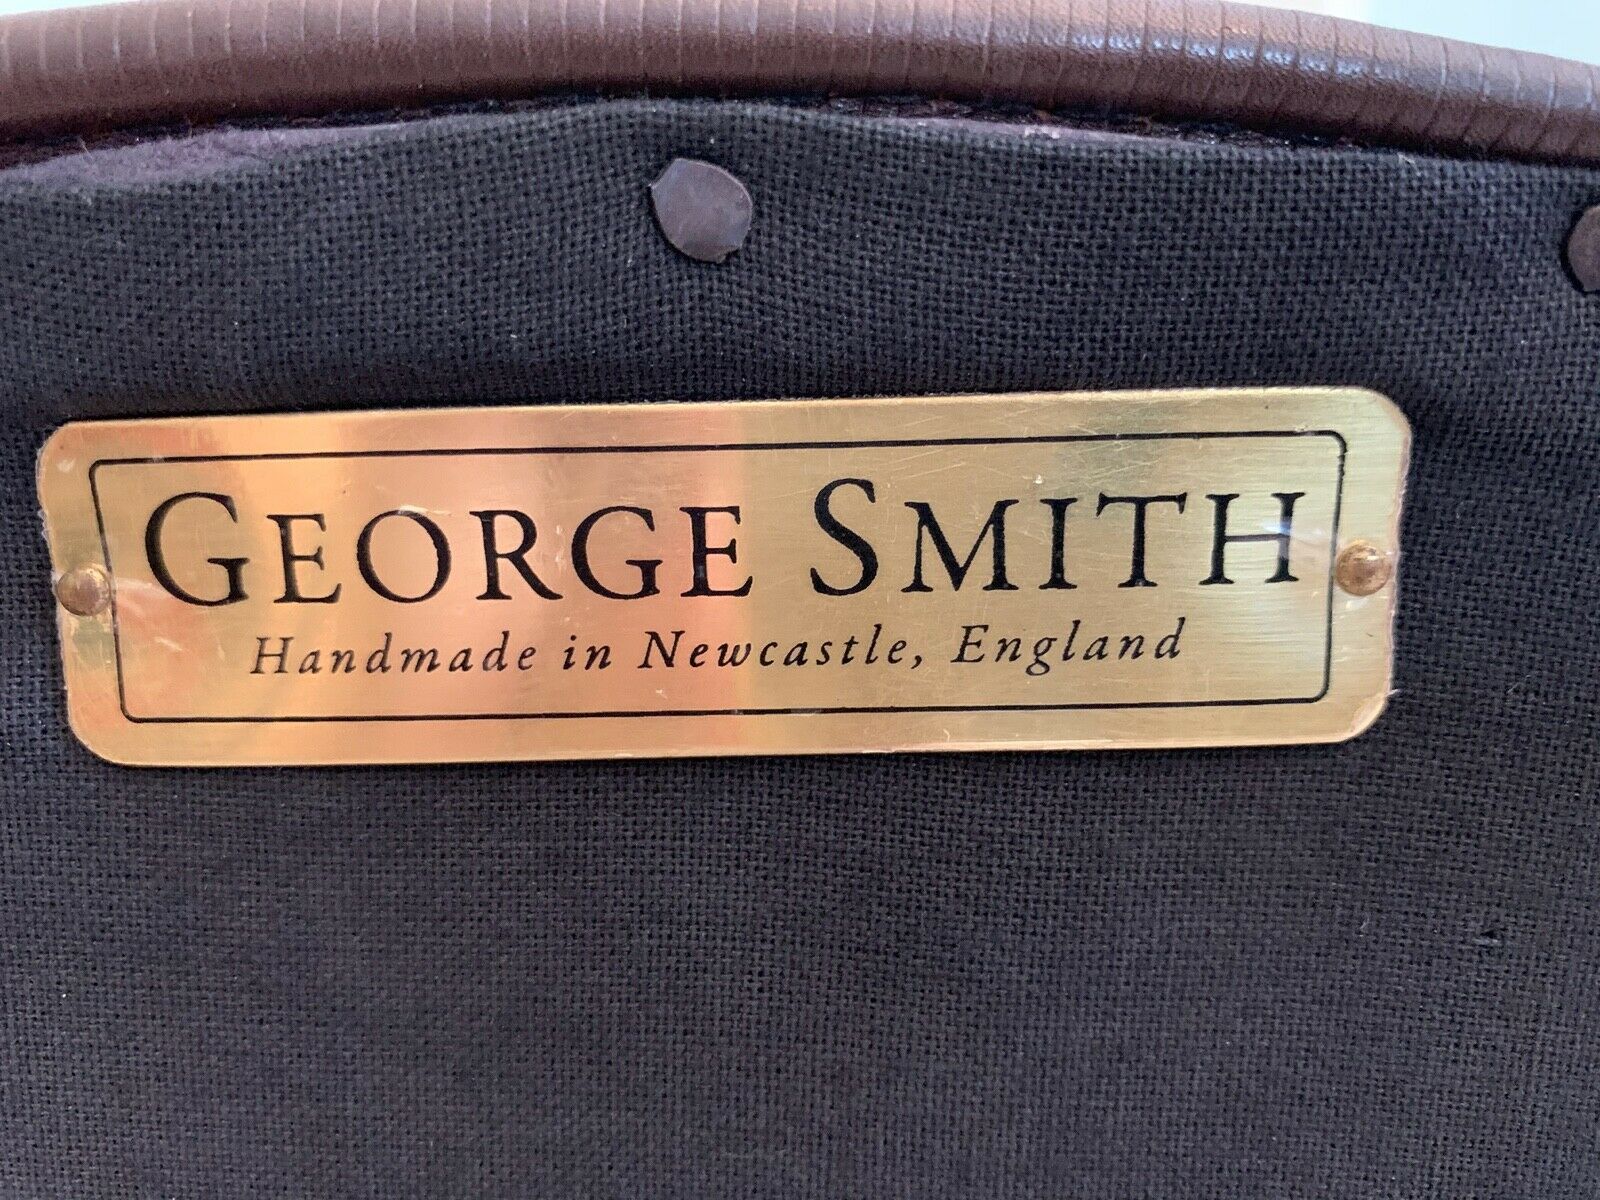 GEORGE SMITH
Handmade in Newcastle, England